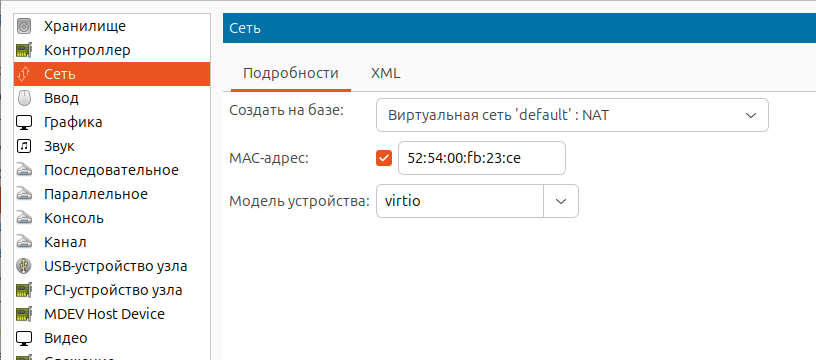 Хранилище
Контроллер
Сеть
Ввод
Графика
Звук
Последовательное
Параллельное
Консоль
Канал
USB-устройство узла
PCI-устройство узла
MDEV Host Device
Видео
Сеть
Подробности XML
Создать на базе: Виртуальная сеть 'default' : NAT
MAC-адрес: 52:54:00:fb:23:ce
Модель устройства: virtio